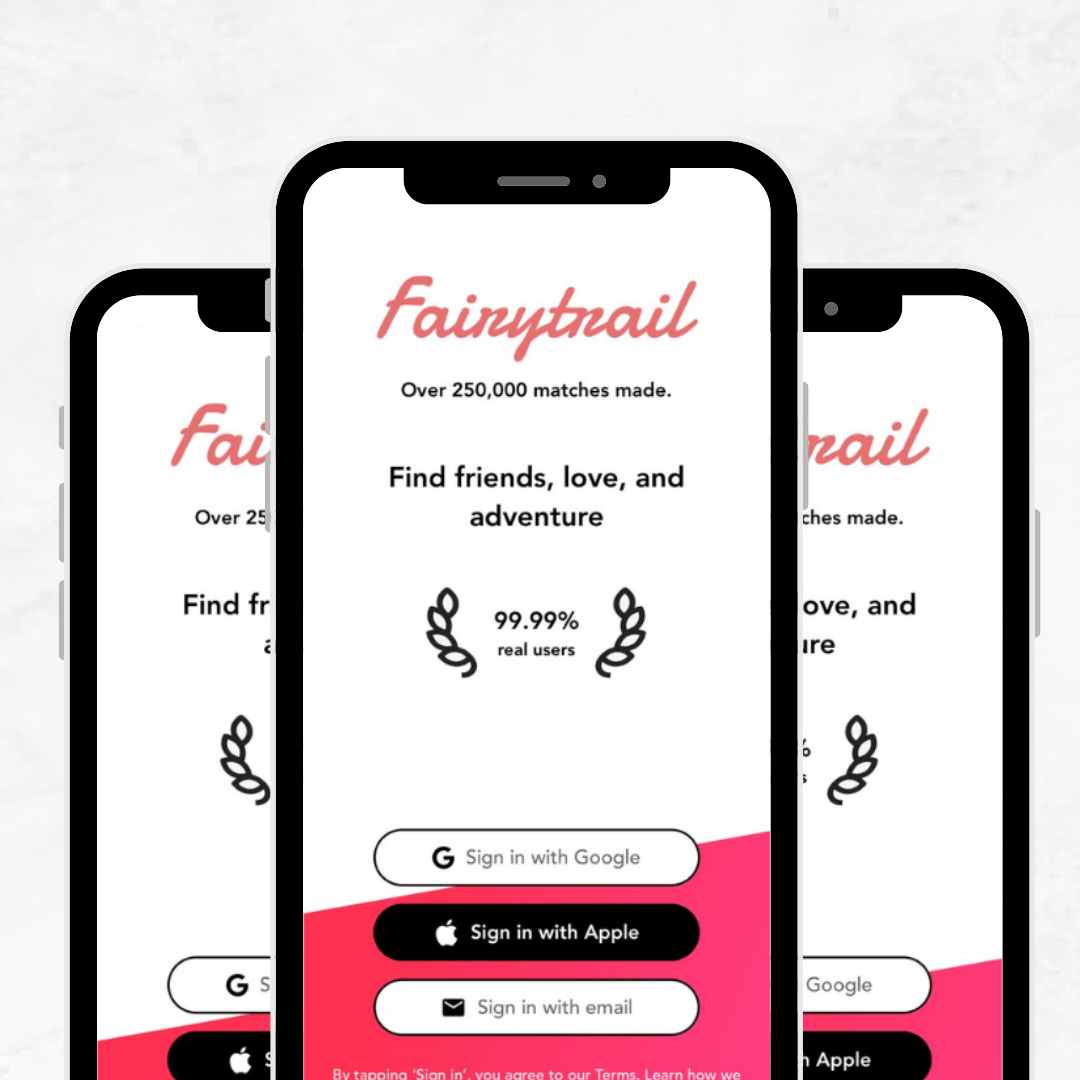 Fairytrail
Over 250,000 matches made.
Find friends, love, and
adventure
99.99%
real users
G Sign in with Google
Sign in with Apple
Sign in with email
By tapping ‘Sign in’, you agree to our Terms. Learn how we
Fai
Over 25
Find fr
a
G S
S
rail
ches made.
ove, and
ure
%
s
Google
n Apple